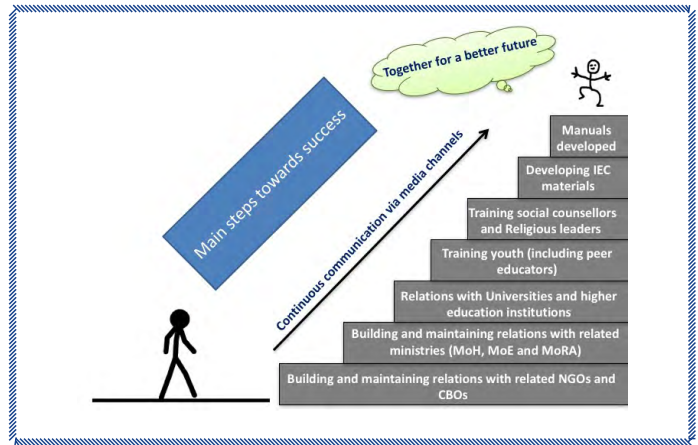 Together for a better future
Main steps towards success
Continuous communication via media channels
Manuals
developed
Developing IEC
materials
Training social counsellors
and Religious leaders
Training youth (including peer
educators)
Relations with Universities and higher
education institutions
Building and maintaining relations with related
ministries (MoH, MoE and MoRA)
Building and maintaining relations with related NGOs and
CBOs